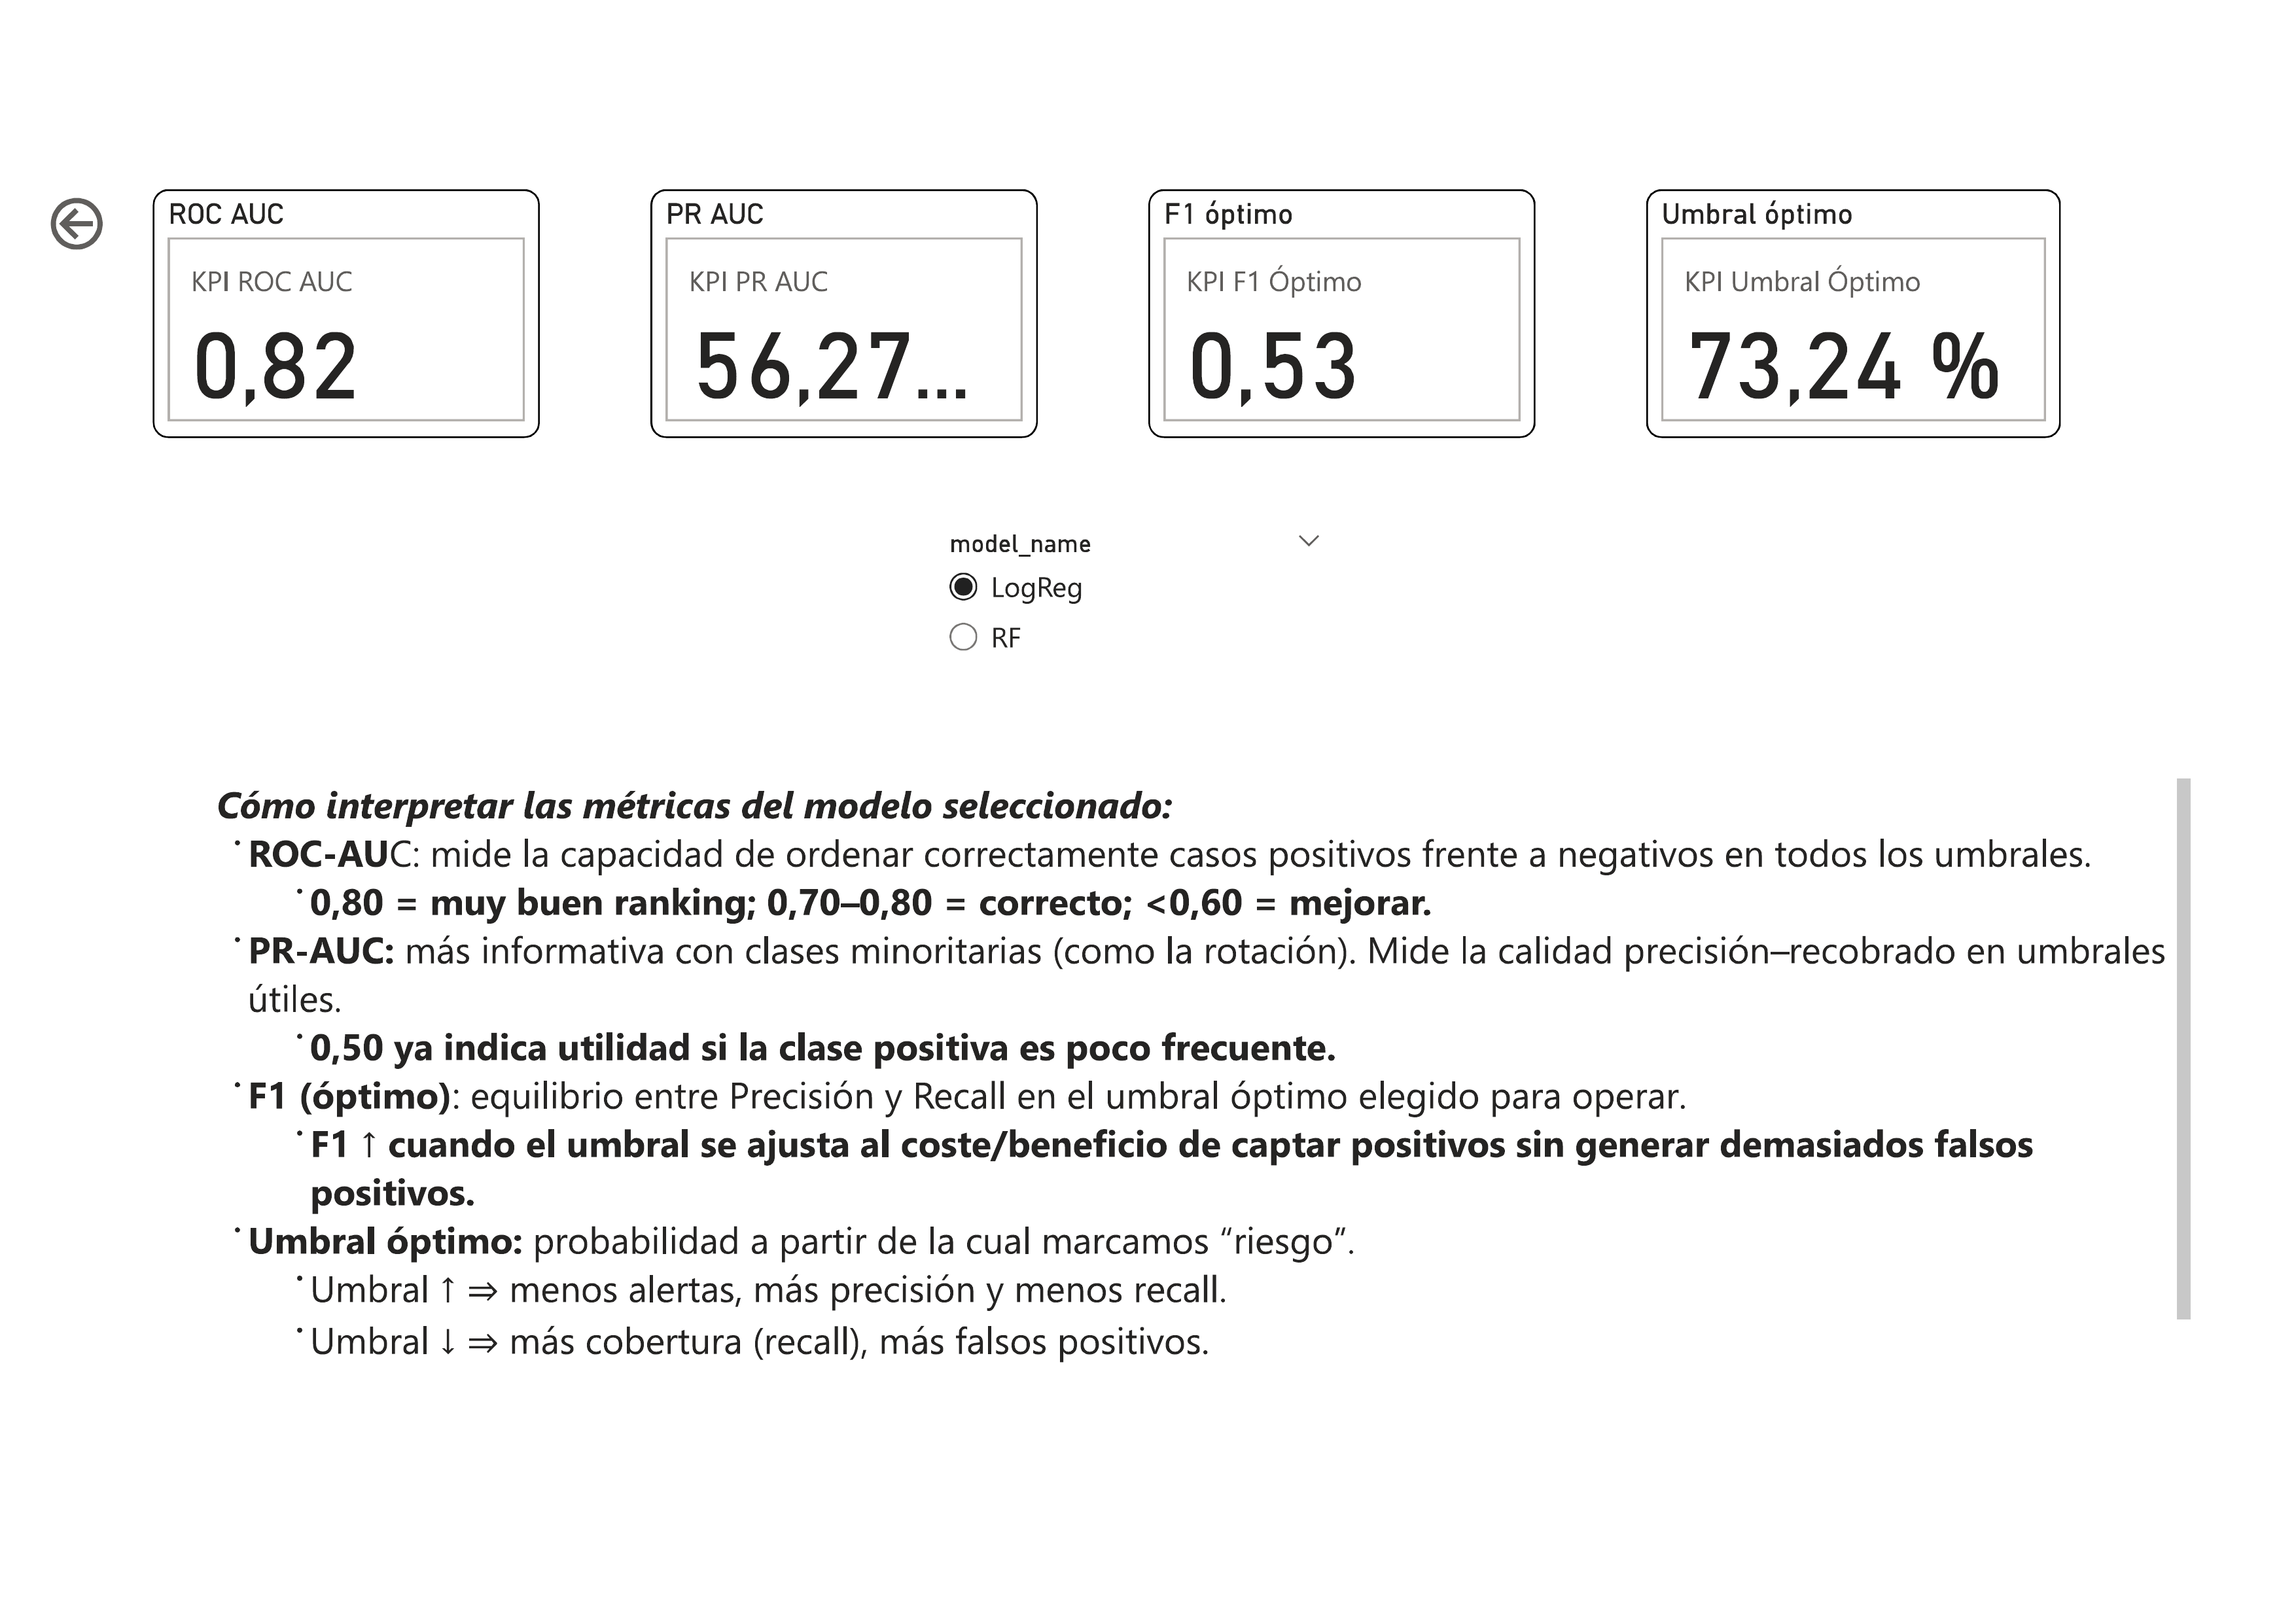 ROC AUC
KPI ROC AUC
0,82
PR AUC
KPI PR AUC
56,27...
F1 óptimo
KPI F1 Óptimo
0,53
Umbral óptimo
KPI Umbral Óptimo
73,24 %
model_name
LogReg
RF
Cómo interpretar las métricas del modelo seleccionado:
• ROC-AUC: mide la capacidad de ordenar correctamente casos positivos frente a negativos en todos los umbrales.
• 0,80 = muy buen ranking; 0,70–0,80 = correcto; <0,60 = mejorar.
• PR-AUC: más informativa con clases minoritarias (como la rotación). Mide la calidad precisión–recobrado en umbrales
útiles.
• 0,50 ya indica utilidad si la clase positiva es poco frecuente.
• F1 (óptimo): equilibrio entre Precisión y Recall en el umbral óptimo elegido para operar.
• F1 ↑ cuando el umbral se ajusta al coste/beneficio de captar positivos sin generar demasiados falsos
positivos.
• Umbral óptimo: probabilidad a partir de la cual marcamos “riesgo”.
• Umbral ↑ ⇒ menos alertas, más precisión y menos recall.
• Umbral ↓ ⇒ más cobertura (recall), más falsos positivos.